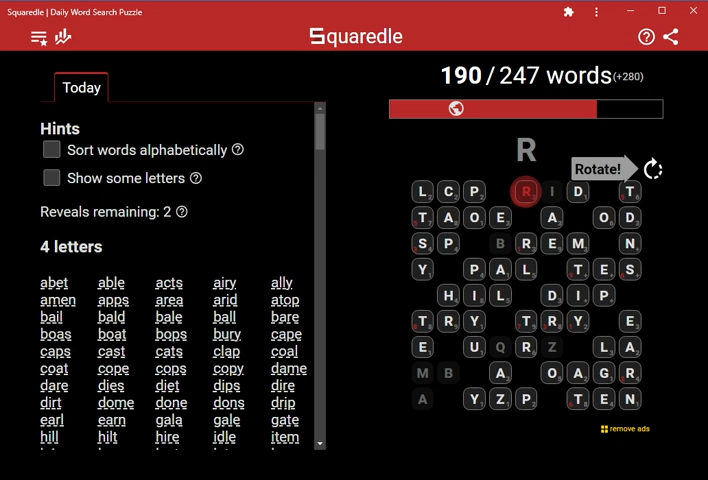 Squaredle | Daily Word Search Puzzle
Squaredle
190 / 247 words (+280)
Today
Hints
Sort words alphabetically
Show some letters
Reveals remaining: 2
4 letters
abet able acts airy ally
amen apps area arid atop
bail bald bale ball bare
boas boat bops bury cape
caps cast cats clap coal
coat cope cops copy dame
dare dies diet dips dire
dirt dome done dons drip
earl earn gala gale gate
hill hilt hire idle item
R
Rotate!
L C P R I D T
T A O E A O D
S P B R E M N
Y P A L T E S
H I L D I P
T R Y T R Y E
E U Q R Z L A
M B A O A G R
A Y Z P T E N
remove ads